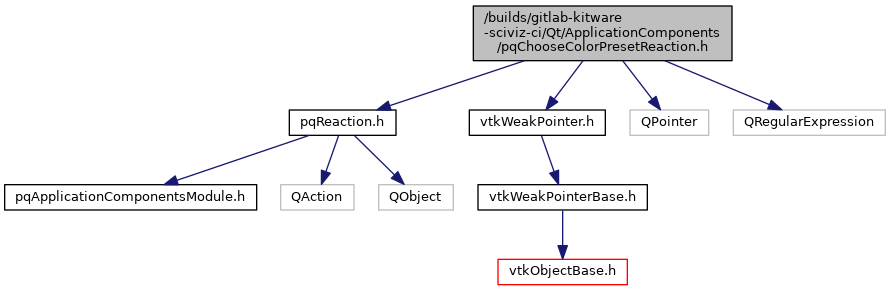 /builds/gitlab-kitware
-sciviz-ci/Qt/ApplicationComponents
/pqChooseColorPresetReaction.h
pqReaction.h
vtkWeakPointer.h
QPointer
QRegularExpression
pqApplicationComponentsModule.h
QAction
QObject
vtkWeakPointerBase.h
vtkObjectBase.h